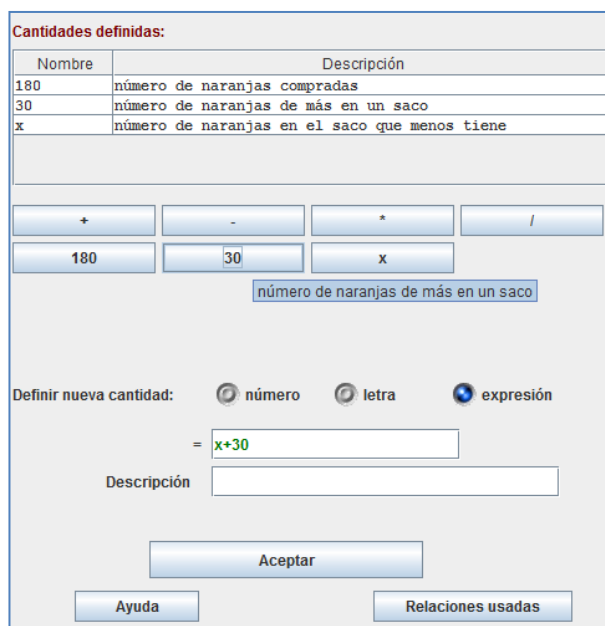 Cantidades definidas:
Nombre Descripción
180 número de naranjas compradas
30 número de naranjas de más en un saco
x número de naranjas en el saco que menos tiene
+ - * /
180 30 x
número de naranjas de más en un saco
Definir nueva cantidad: número letra expresión
= x+30
Descripción
Aceptar
Ayuda Relaciones usadas